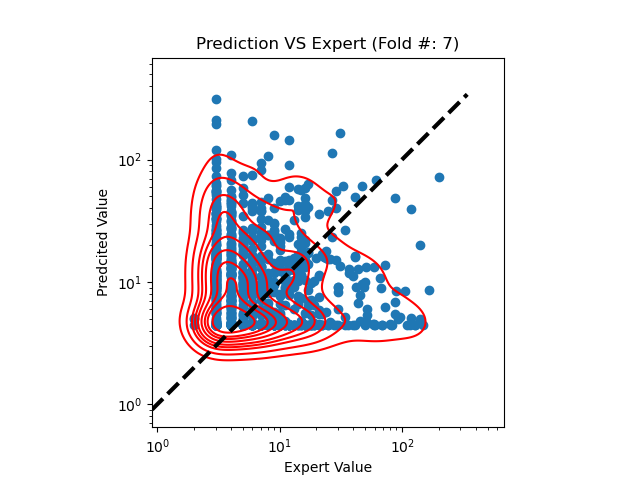 Prediction VS Expert (Fold #: 7)
Predcited Value
10²
10¹
10⁰
10⁰ 10¹ 10²
Expert Value